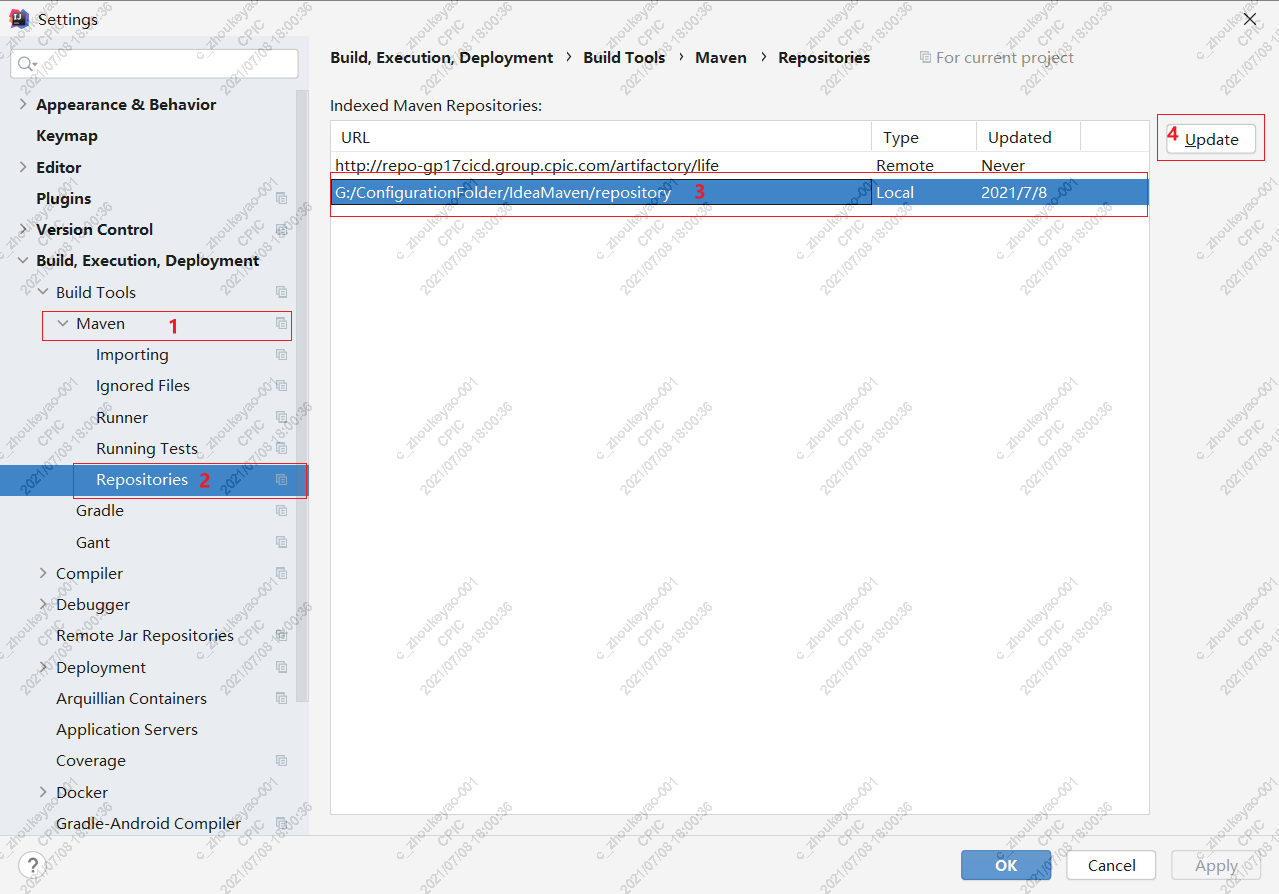 Settings
Build, Execution, Deployment › Build Tools › Maven › Repositories For current project
Appearance & Behavior
Keymap
Editor
Plugins
Version Control
Build, Execution, Deployment
Build Tools
Maven 1
Importing
Ignored Files
Runner
Running Tests
Repositories 2
Gradle
Gant
Compiler
Debugger
Remote Jar Repositories
Deployment
Arquillian Containers
Application Servers
Coverage
Docker
Gradle-Android Compiler
Indexed Maven Repositories:
URL Type Updated
http://repo-gp17cicd.group.cpic.com/artifactory/life Remote Never
G:/ConfigurationFolder/IdeaMaven/repository 3 Local 2021/7/8
4 Update
?
OK Cancel Apply
c_zhoukeyao-001
CPIC
2021/07/08 18:00:36